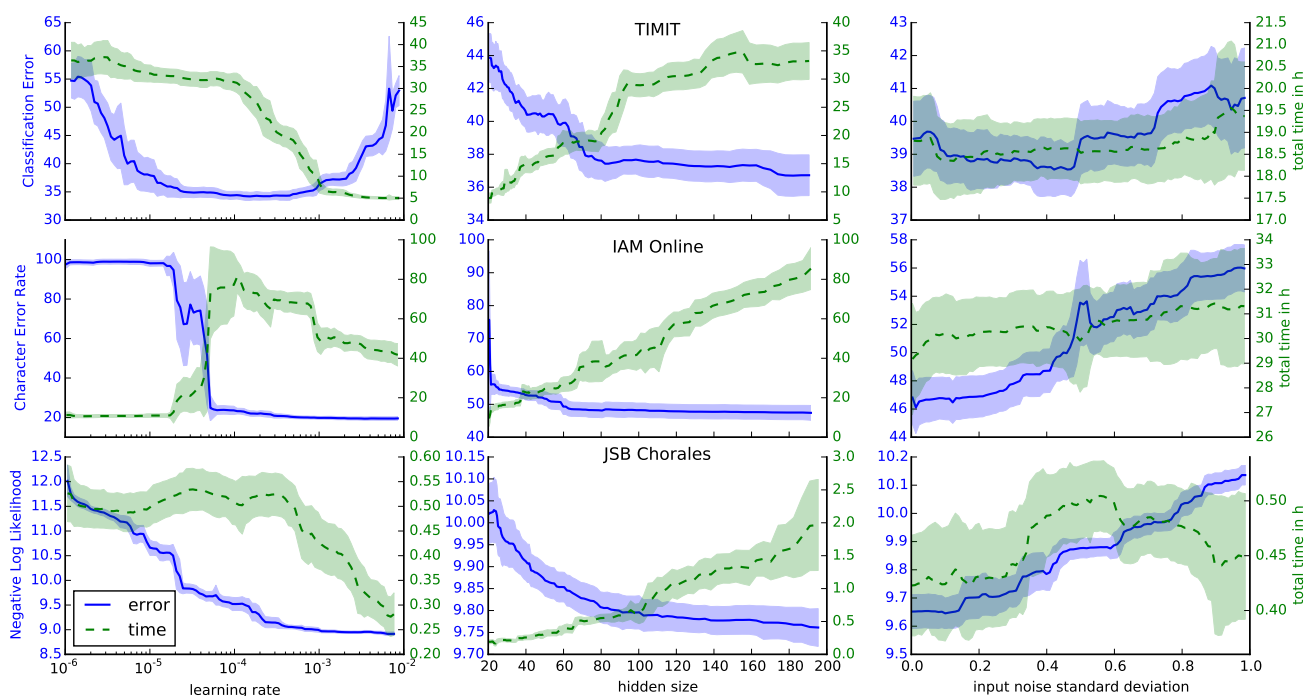 TIMIT
Classification Error
65 60 55 50 45 40 35 30
45 40 35 30 25 20 15 10 5 0
46 44 42 40 38 36 34
40 35 30 25 20 15 10 5
43 42 41 40 39 38 37
21.5 21.0 20.5 20.0 19.5 19.0 18.5 18.0 17.5 17.0
total time in h
IAM Online
Character Error Rate
100 80 60 40 20
100 80 60 40 20 0
100 90 80 70 60 50 40
100 80 60 40 20 0
58 56 54 52 50 48 46 44
34 33 32 31 30 29 28 27 26
total time in h
JSB Chorales
Negative Log Likelihood
12.5 12.0 11.5 11.0 10.5 10.0 9.5 9.0 8.5
0.60 0.55 0.50 0.45 0.40 0.35 0.30 0.25 0.20
10.15 10.10 10.05 10.00 9.95 9.90 9.85 9.80 9.75 9.70
3.0 2.5 2.0 1.5 1.0 0.5 0.0
10.2 10.1 10.0 9.9 9.8 9.7 9.6 9.5
0.50 0.45 0.40
total time in h
error
time
10⁻⁶ 10⁻⁵ 10⁻⁴ 10⁻³ 10⁻²
20 40 60 80 100 120 140 160 180 200
0.0 0.2 0.4 0.6 0.8 1.0
learning rate
hidden size
input noise standard deviation